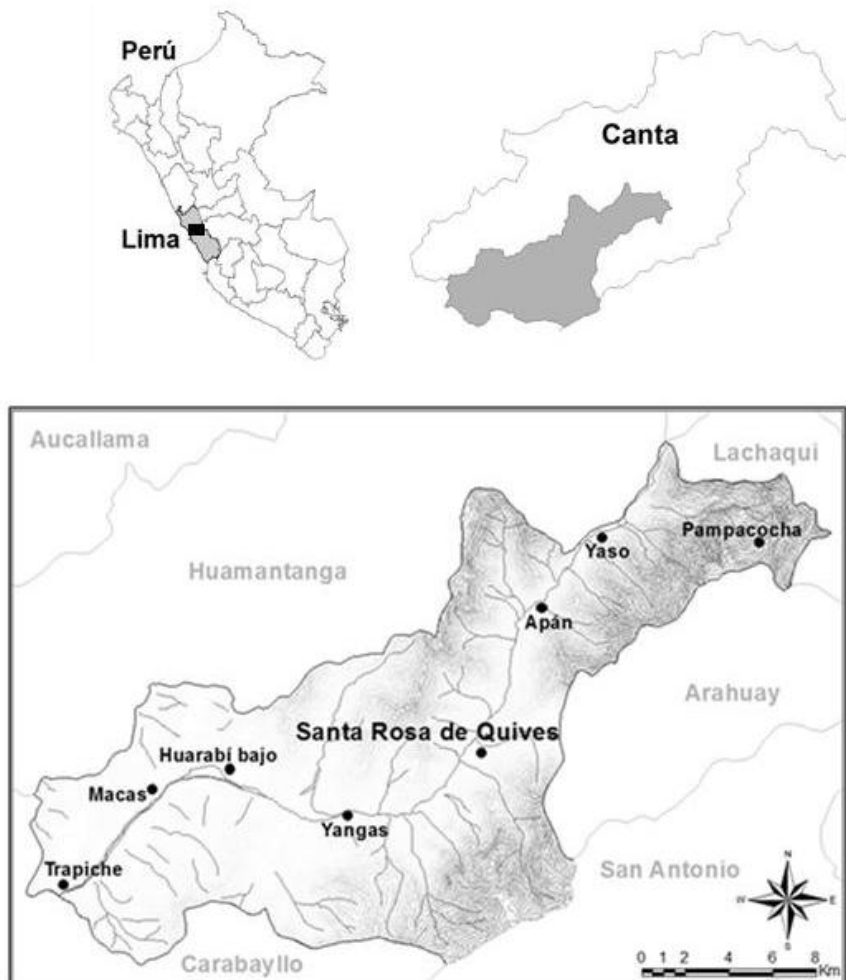 Perú
Lima
Canta
Aucallama
Lachaqui
Pampacocha
Yaso
Huamantanga
Apán
Arahuay
Santa Rosa de Quives
Huarabí bajo
Macas
Yangas
Trapiche
San Antonio
N
W E
S
Carabayllo
0 1 2 4 6 8
Km